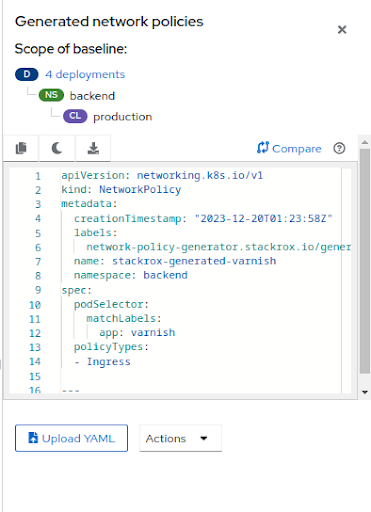 Generated network policies
Scope of baseline:
D 4 deployments
NS backend
CL production
Compare
1 apiVersion: networking.k8s.io/v1
2 kind: NetworkPolicy
3 metadata:
4 creationTimestamp: "2023-12-20T01:23:58Z"
5 labels:
6 network-policy-generator.stackrox.io/gener
7 name: stackrox-generated-varnish
8 namespace: backend
9 spec:
10 podSelector:
11 matchLabels:
12 app: varnish
13 policyTypes:
14 - Ingress
15
16 ---
Upload YAML Actions